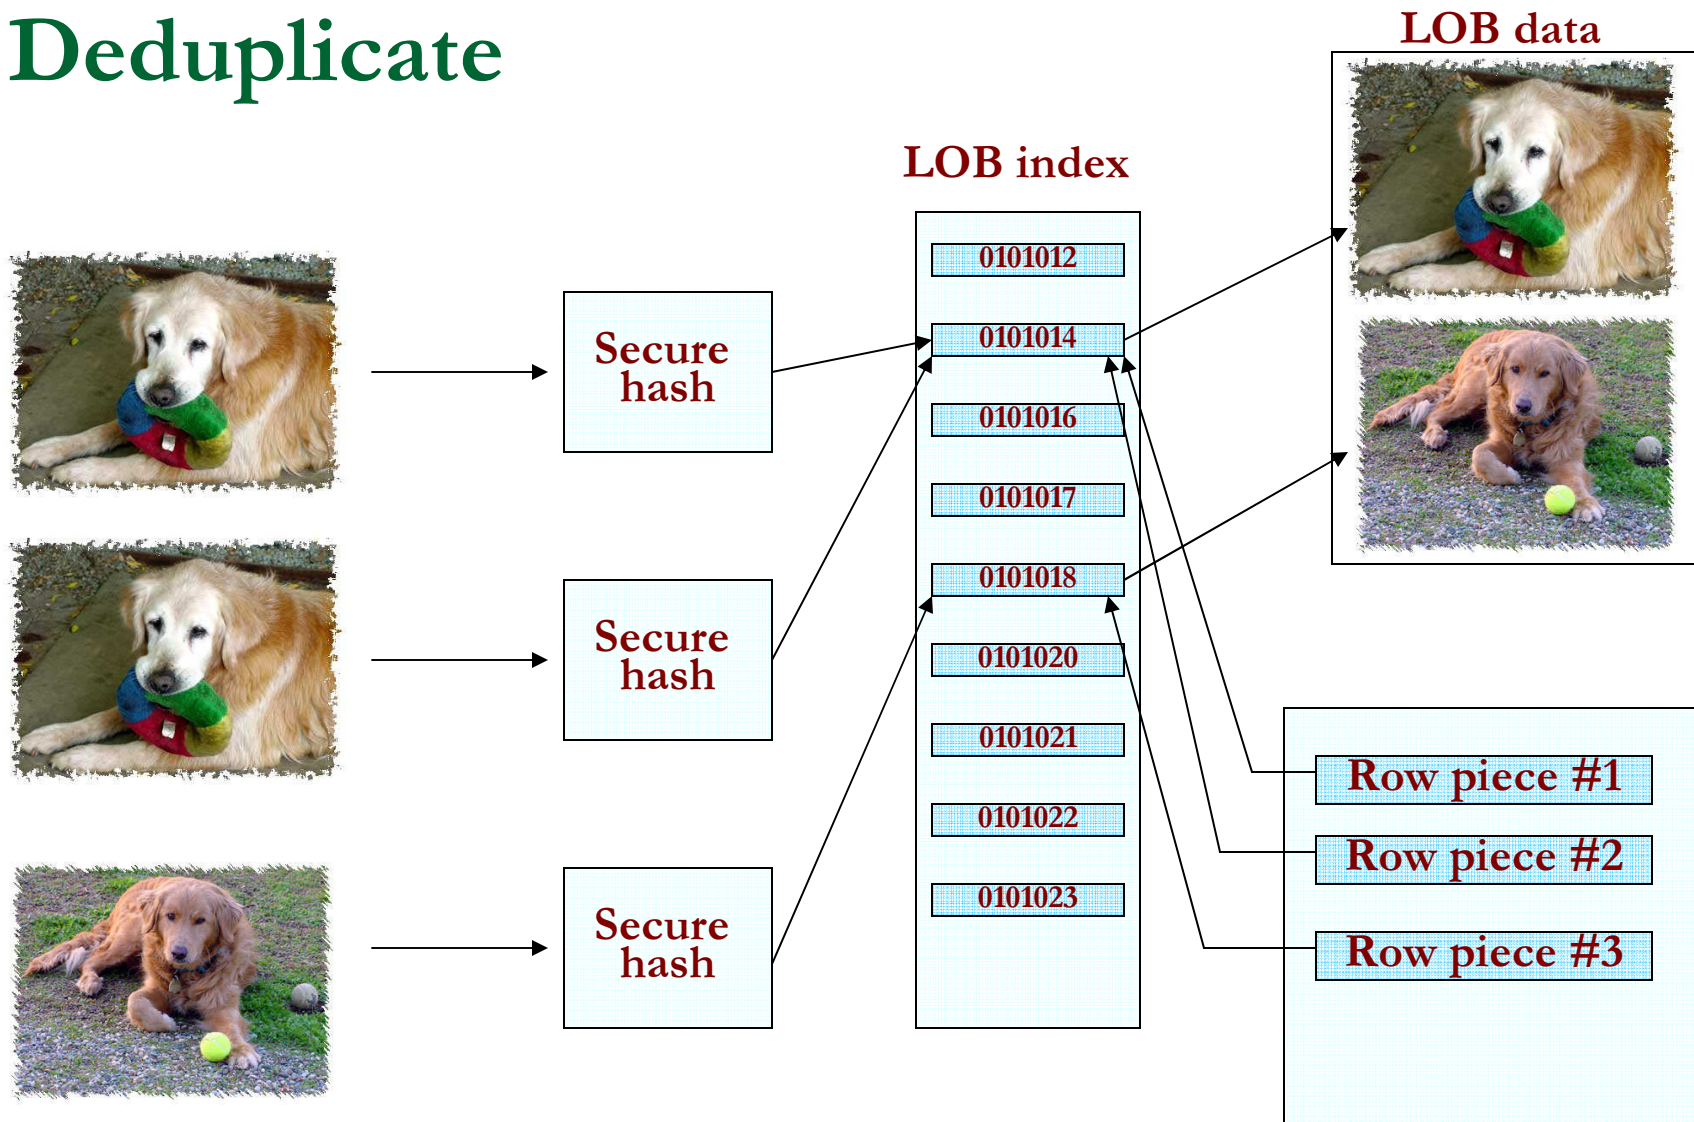 Deduplicate
LOB data
LOB index
0101012
0101014
0101016
0101017
0101018
0101020
0101021
0101022
0101023
Secure
hash
Secure
hash
Secure
hash
Row piece #1
Row piece #2
Row piece #3